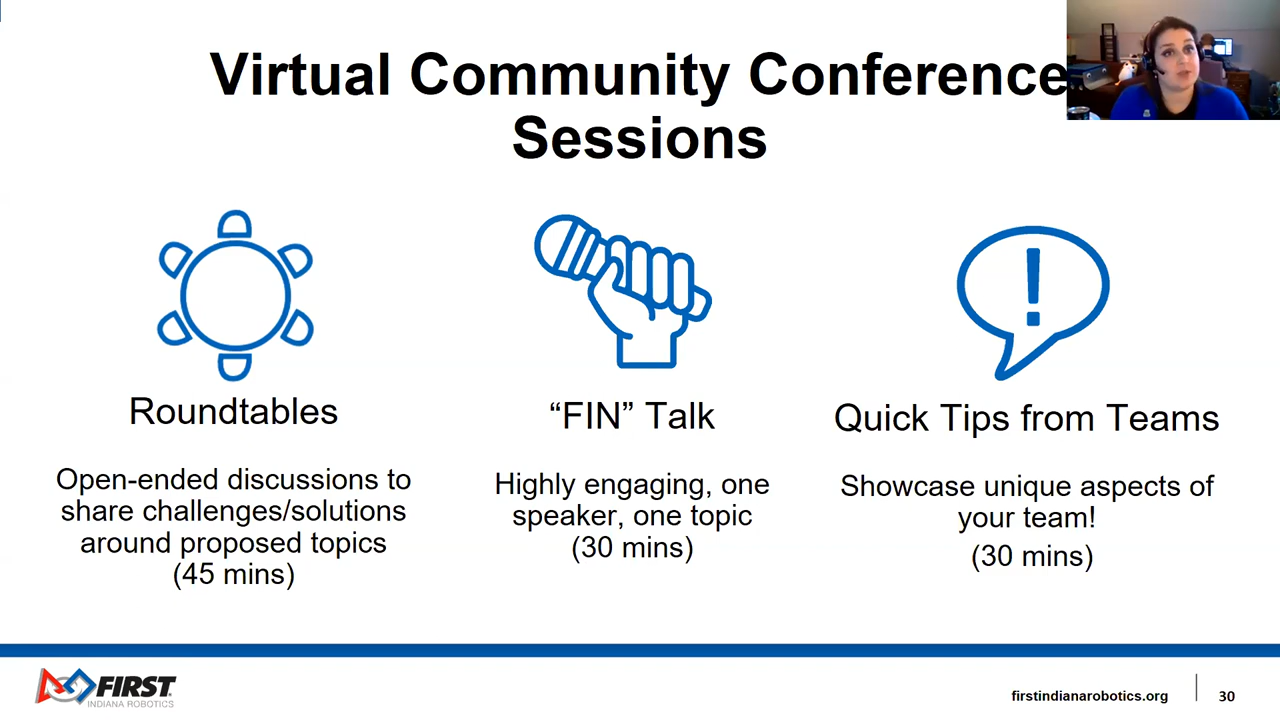 Virtual Community Conference
Sessions
Roundtables
Open-ended discussions to
share challenges/solutions
around proposed topics
(45 mins)
“FIN” Talk
Highly engaging, one
speaker, one topic
(30 mins)
!
Quick Tips from Teams
Showcase unique aspects of
your team!
(30 mins)
FIRST
INDIANA ROBOTICS
firstindianarobotics.org
30